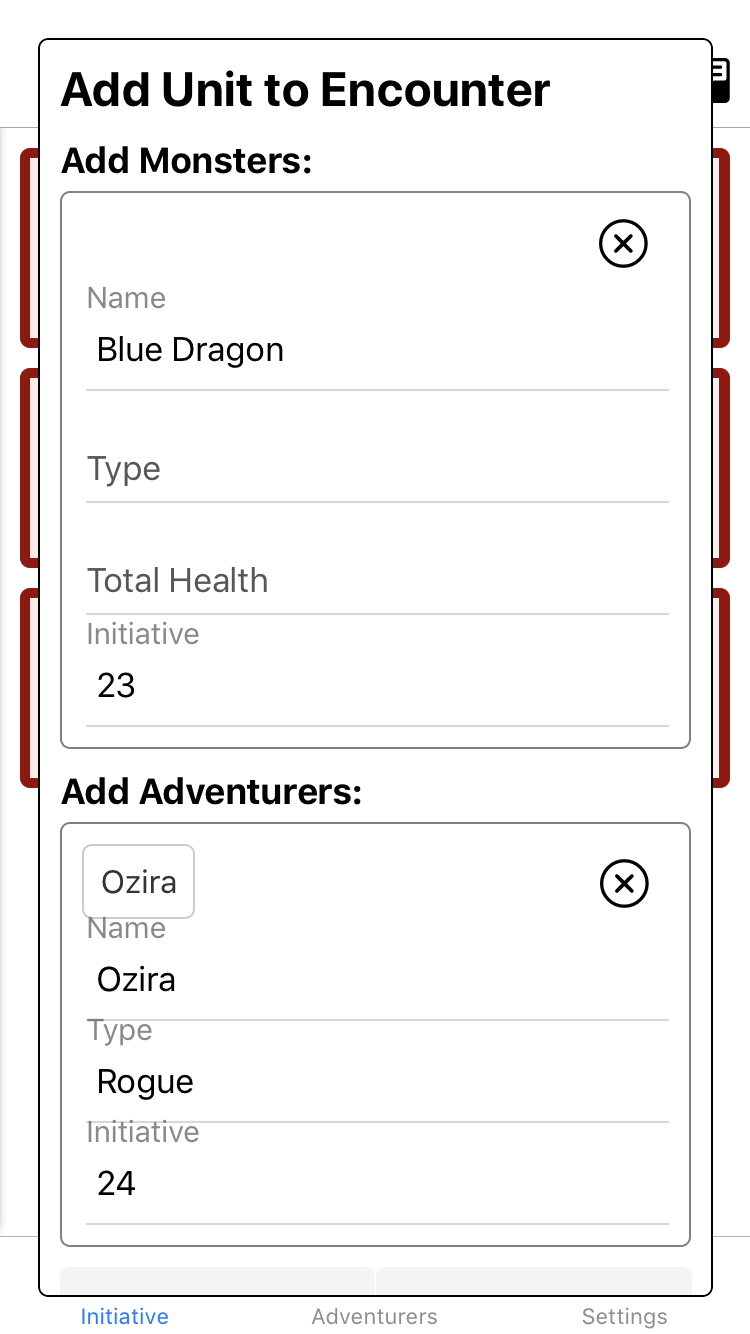 Add Unit to Encounter
Add Monsters:
Name
Blue Dragon
Type
Total Health
Initiative
23
Add Adventurers:
Ozira
Name
Ozira
Type
Rogue
Initiative
24
Initiative Adventurers Settings